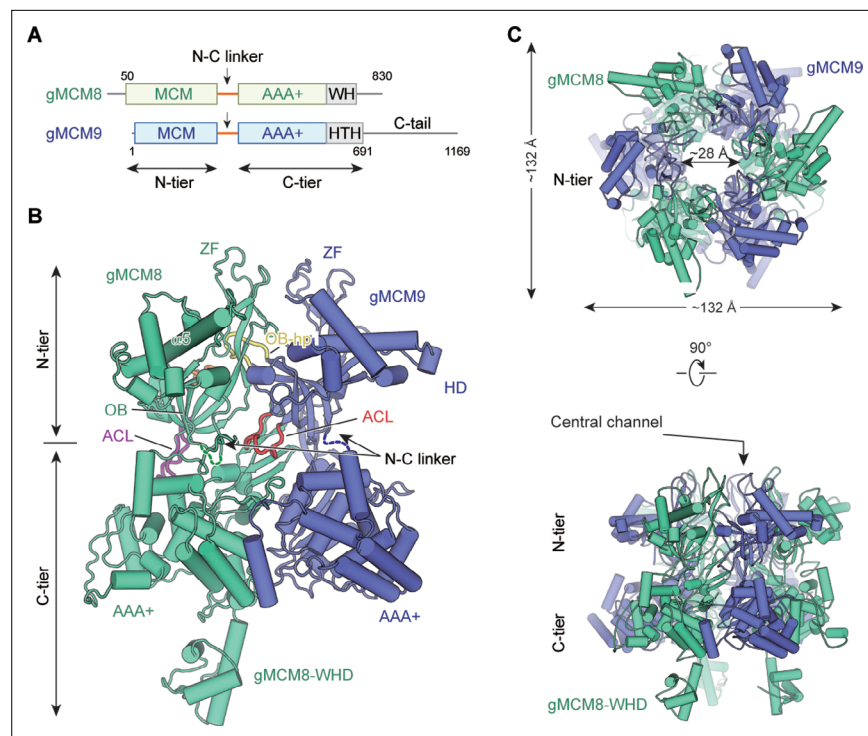 A
N-C linker
50
830
gMCM8
MCM
AAA+
WH
gMCM9
MCM
AAA+
HTH
C-tail
1
691
1169
N-tier
C-tier
B
ZF
ZF
gMCM8
gMCM9
N-tier
α5
OB-hp
HD
OB
ACL
ACL
N-C linker
C-tier
AAA+
AAA+
gMCM8-WHD
C
gMCM8
gMCM9
~132 Å
N-tier
~28 Å
~132 Å
90°
Central channel
N-tier
C-tier
gMCM8-WHD